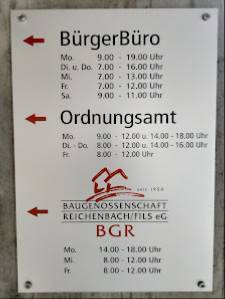 BürgerBüro
Mo. 9.00 - 19.00 Uhr
Di. u. Do. 7.00 - 16.00 Uhr
Mi. 7.00 - 13.00 Uhr
Fr. 7.00 - 12.00 Uhr
Sa. 9.00 - 11.00 Uhr
Ordnungsamt
Mo. 9.00 - 12.00 u. 14.00 - 18.00 Uhr
Di. - Do. 8.00 - 12.00 u. 14.00 - 16.00 Uhr
Fr. 8.00 - 12.00 Uhr
seit 1950
BAUGENOSSENSCHAFT
REICHENBACH/FILS eG
BGR
Mo. 14.00 - 18.00 Uhr
Mi. 8.00 - 12.00 Uhr
Fr. 8.00 - 12.00 Uhr